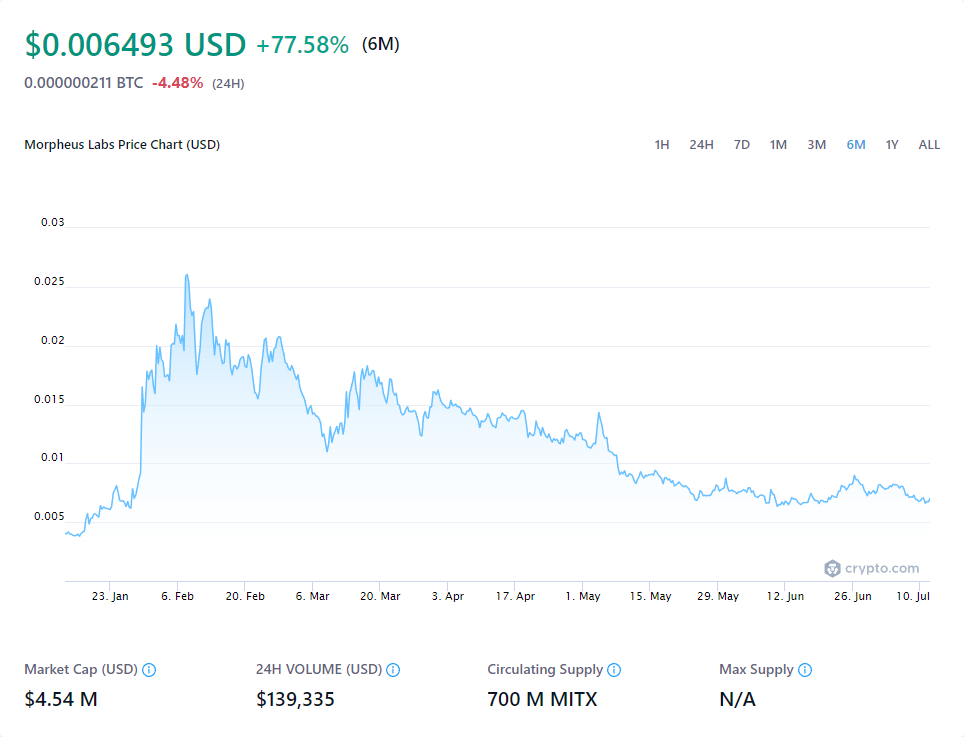 $0.006493 USD +77.58% (6M)
0.000000211 BTC -4.48% (24H)
Morpheus Labs Price Chart (USD) 1H 24H 7D 1M 3M 6M 1Y ALL
0.03
0.025
0.02
0.015
0.01
0.005
crypto.com
23. Jan 6. Feb 20. Feb 6. Mar 20. Mar 3. Apr 17. Apr 1. May 15. May 29. May 12. Jun 26. Jun 10. Jul
Market Cap (USD) 24H VOLUME (USD) Circulating Supply Max Supply
$4.54 M $139,335 700 M MITX N/A